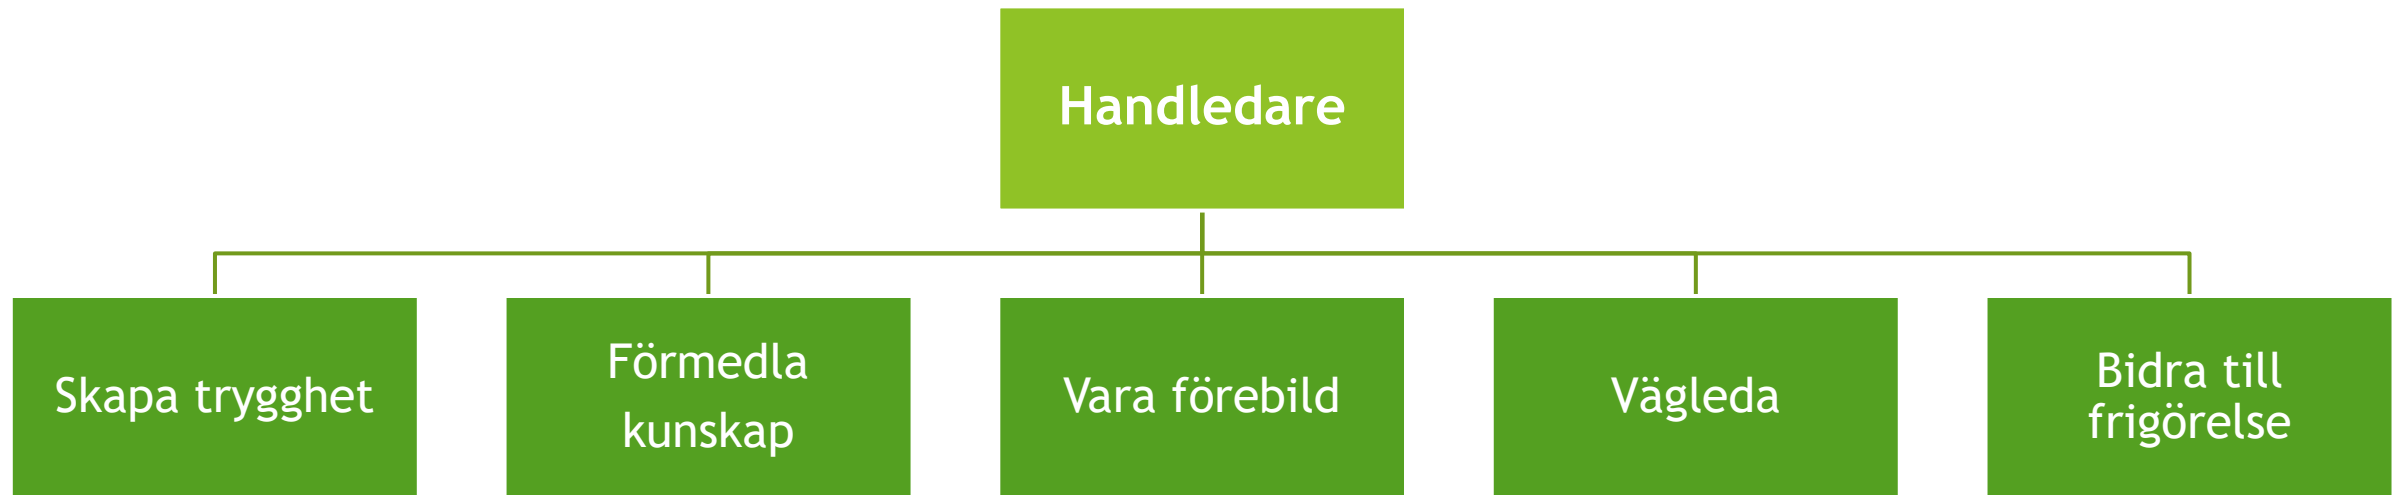 Handledare
Skapa trygghet
Förmedla
kunskap
Vara förebild
Vägleda
Bidra till
frigörelse